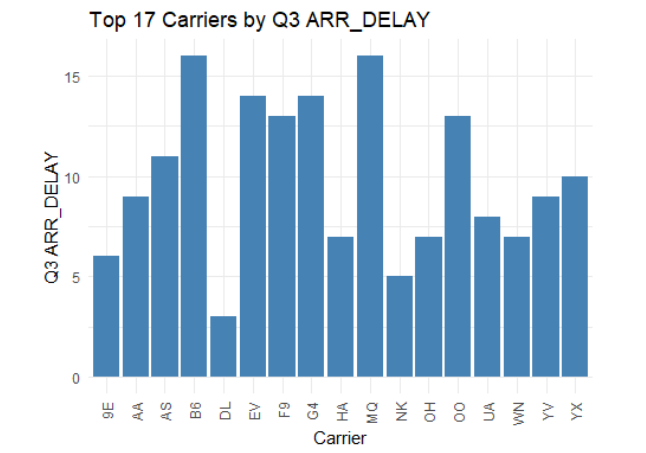 Top 17 Carriers by Q3 ARR_DELAY
Q3 ARR_DELAY
15
10
5
0
9E AA AS B6 DL EV F9 G4 HA MQ NK OH OO UA WN YV YX
Carrier